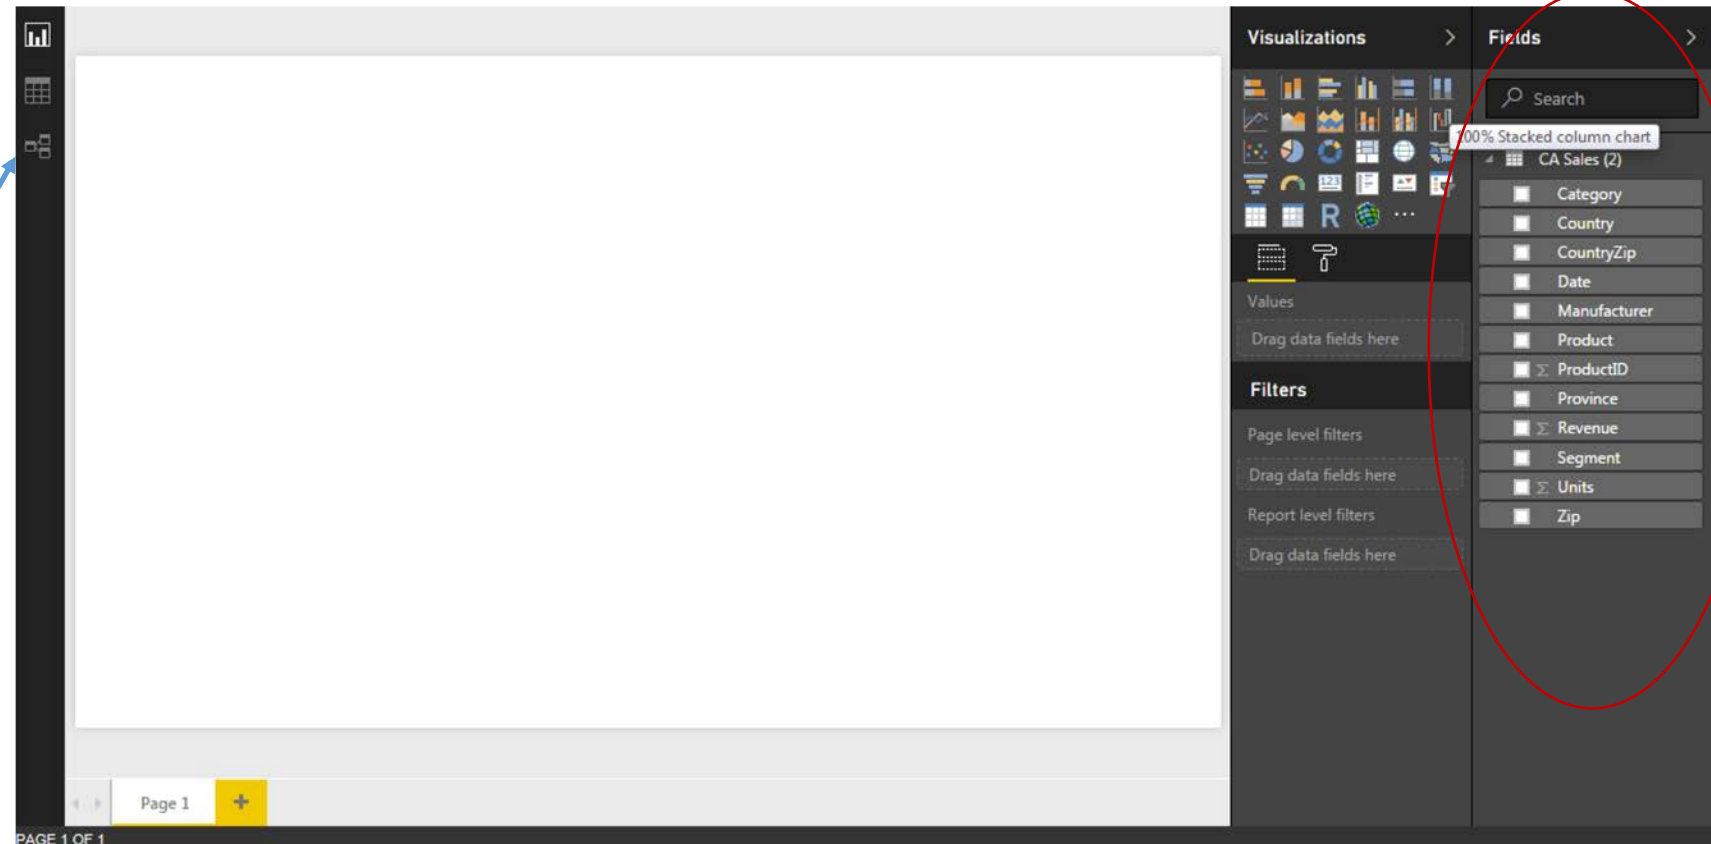 Visualizations
Fields
Search
100% Stacked column chart
CA Sales (2)
Category
Country
CountryZip
Date
Manufacturer
Product
Σ ProductID
Province
Σ Revenue
Segment
Σ Units
Zip
123
R
...
Values
Drag data fields here
Filters
Page level filters
Drag data fields here
Report level filters
Drag data fields here
Page 1
+
PAGE 1 OF 1